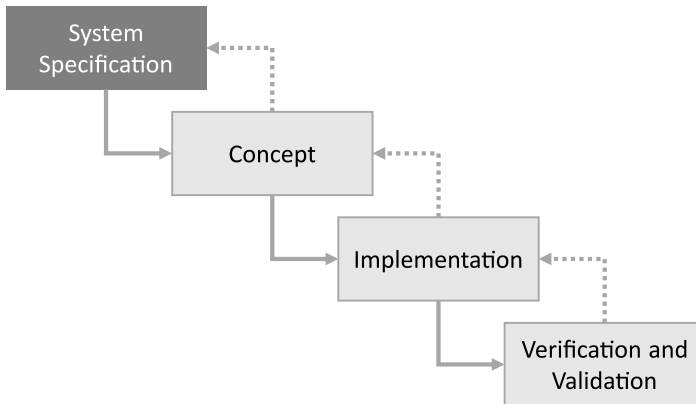 System
Specification
Concept
Implementation
Verification and
Validation